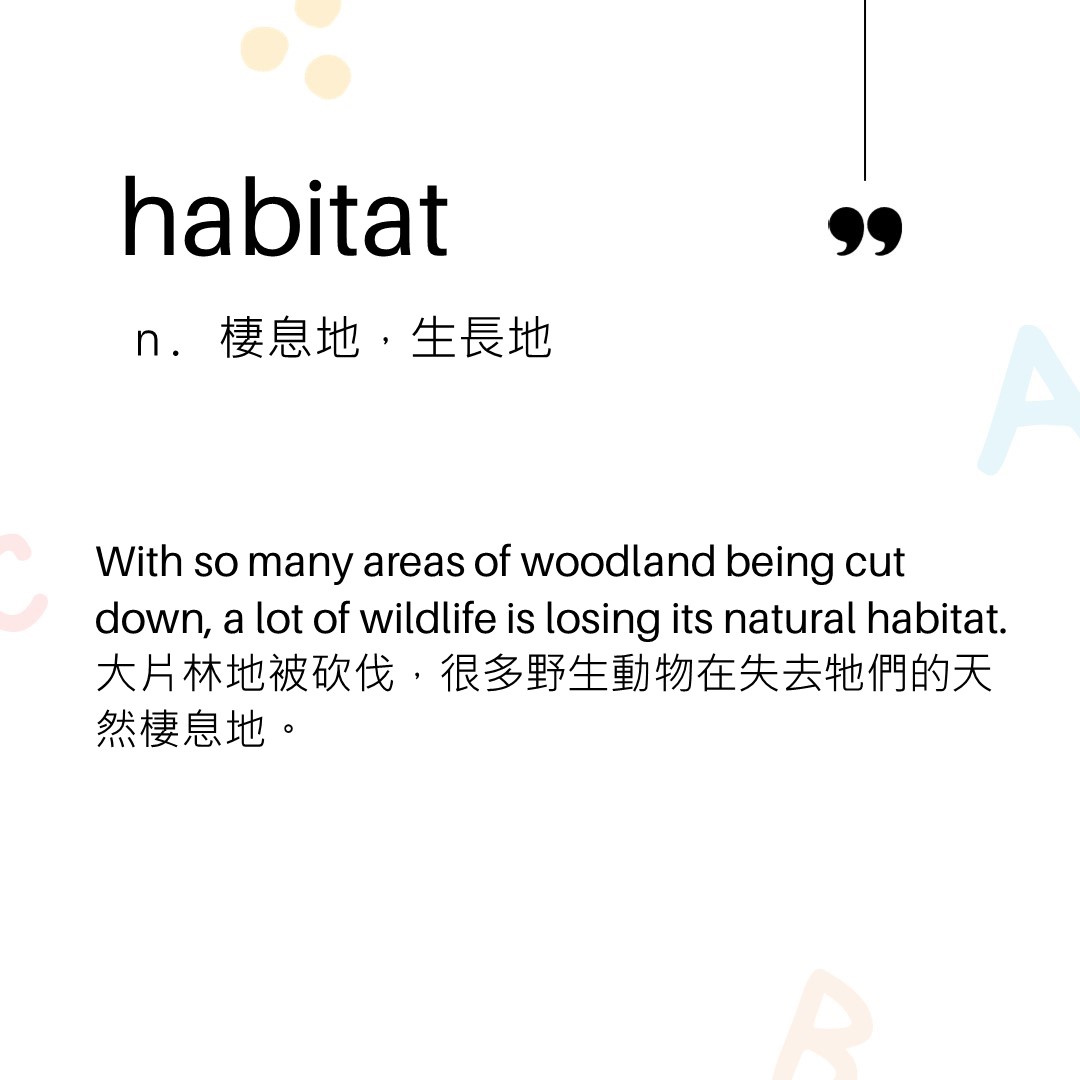 habitat
”
n. 棲息地，生長地
A
C
With so many areas of woodland being cut
down, a lot of wildlife is losing its natural habitat.
大片林地被砍伐，很多野生動物在失去牠們的天
然棲息地。
B